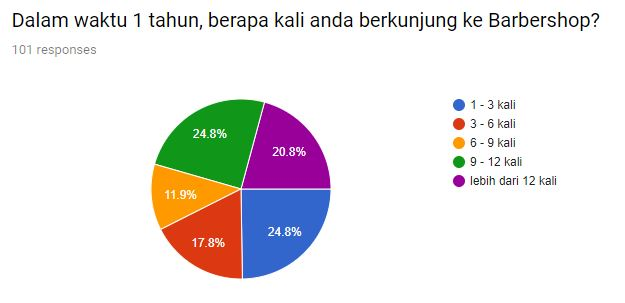 Dalam waktu 1 tahun, berapa kali anda berkunjung ke Barbershop?
101 responses
1 - 3 kali
3 - 6 kali
6 - 9 kali
9 - 12 kali
lebih dari 12 kali
24.8%
20.8%
11.9%
17.8%
24.8%